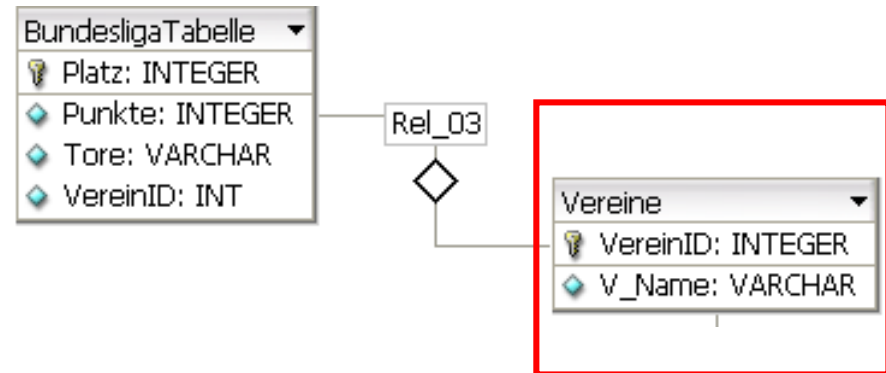 BundesligaTabelle
Platz: INTEGER
Punkte: INTEGER
Tore: VARCHAR
VereinID: INT
Rel_03
Vereine
VereinID: INTEGER
V_Name: VARCHAR